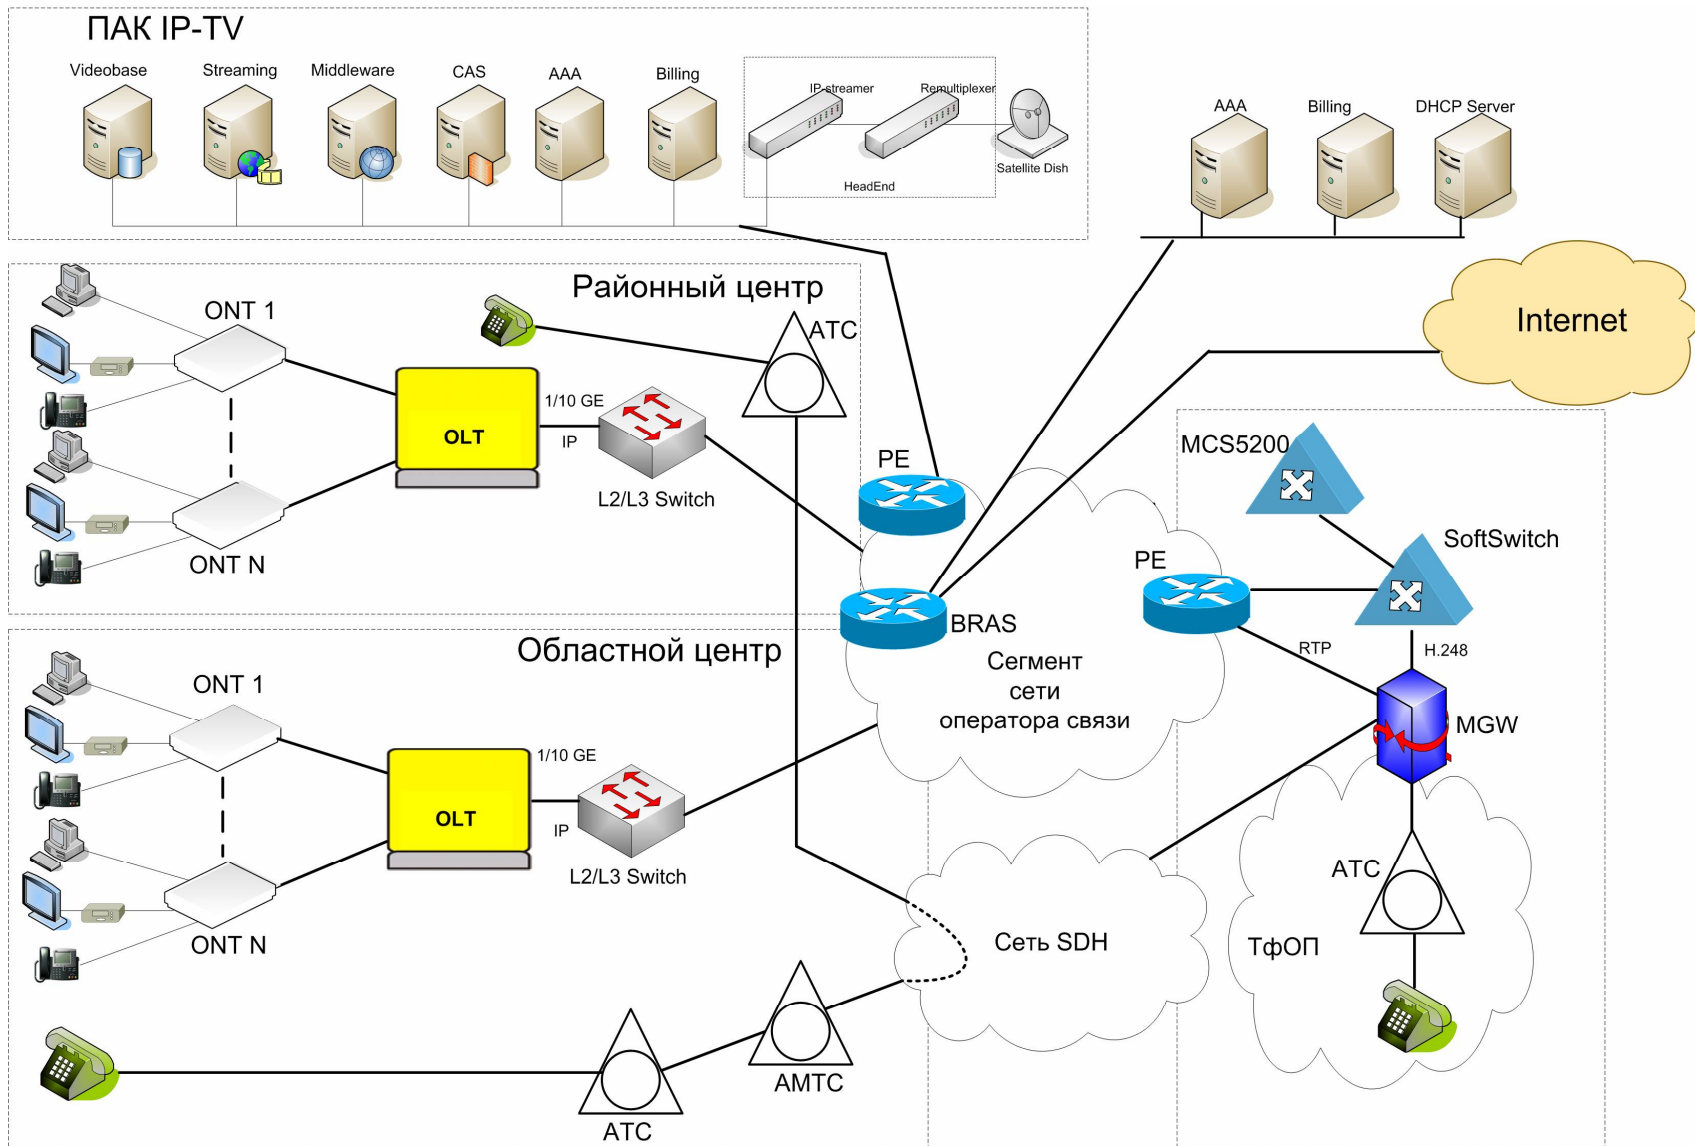 ПАК IP-TV
Videobase
Streaming
Middleware
CAS
AAA
Billing
IP-streamer
Remultiplexer
Satellite Dish
HeadEnd
AAA
Billing
DHCP Server
Internet
Районный центр
ONT 1
ATC
OLT
1/10 GE
IP
L2/L3 Switch
ONT N
PE
BRAS
Сегмент
сети
оператора связи
PE
MCS5200
SoftSwitch
RTP
H.248
MGW
Областной центр
ONT 1
OLT
1/10 GE
IP
L2/L3 Switch
ONT N
Сеть SDH
ATC
ТфОП
АМТС
АТС